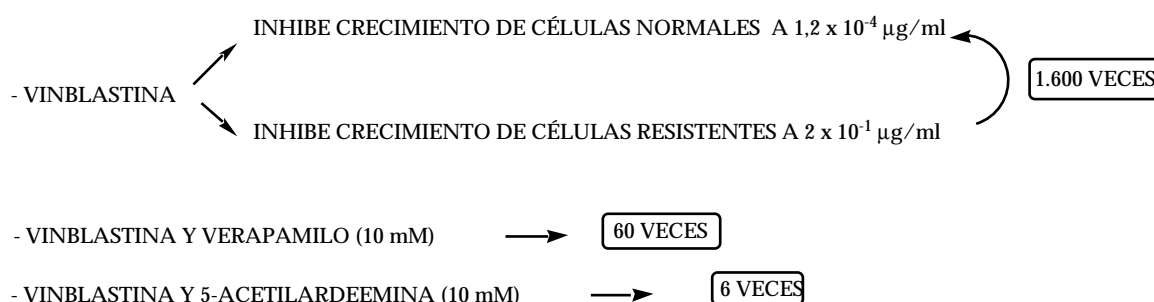 INHIBE CRECIMIENTO DE CÉLULAS NORMALES A 1,2 x 10⁻⁴ µg/ml
1.600 VECES
- VINBLASTINA
INHIBE CRECIMIENTO DE CÉLULAS RESISTENTES A 2 x 10⁻¹ µg/ml
- VINBLASTINA Y VERAPAMILO (10 mM)
60 VECES
- VINBLASTINA Y 5-ACETILARDEEMINA (10 mM)
6 VECES